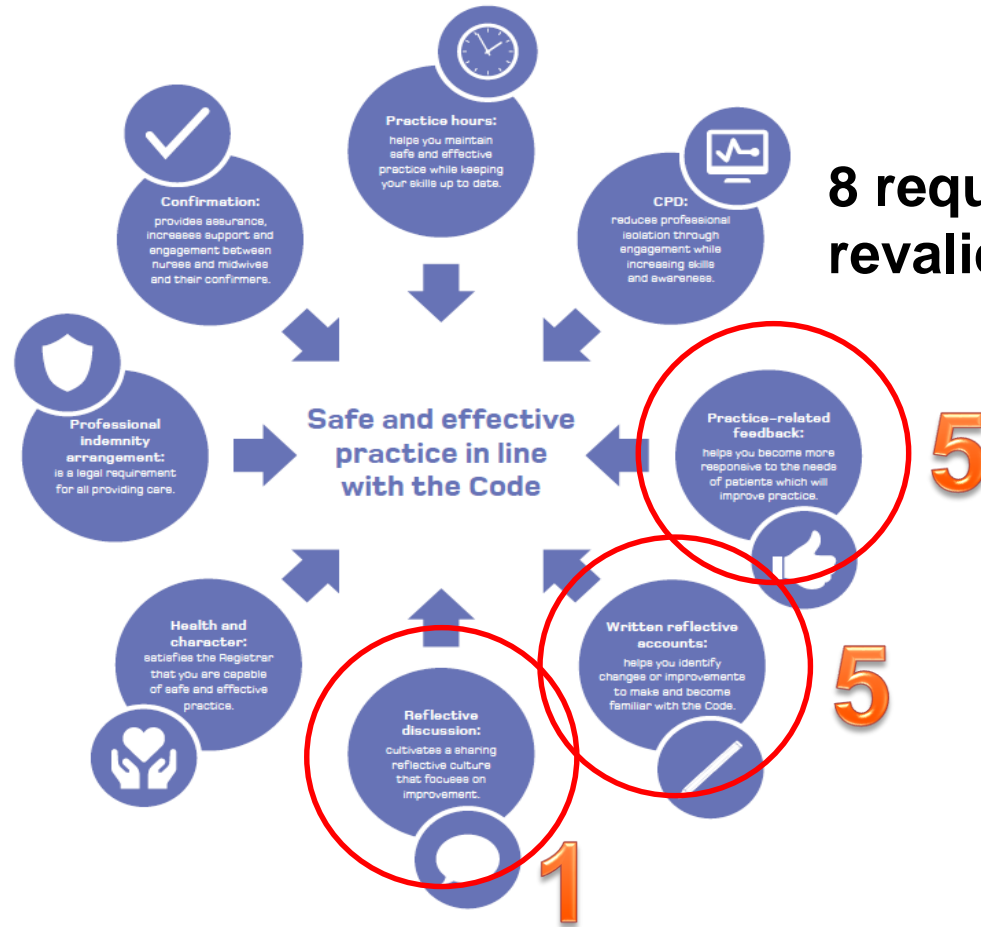 Practice hours:
helps you maintain
safe and effective
practice while keeping
your skills up to date.
Confirmation:
provides assurance,
increases support and
engagement between
nurses and midwives
and their confirmers.
CPD:
reduces professional
isolation through
engagement while
increasing skills
and awareness.
8 requ
revalid
Professional
indemnity
arrangement:
is a legal requirement
for all providing care.
Safe and effective
practice in line
with the Code
Practice-related
feedback:
helps you become more
responsive to the needs
of patients which will
improve practice.
5
Health and
character:
satisfies the Registrar
that you are capable
of safe and effective
practice.
Written reflective
accounts:
helps you identify
changes or improvements
to make and become
familiar with the Code.
5
Reflective
discussion:
cultivates a sharing
reflective culture
that focuses on
improvement.
1